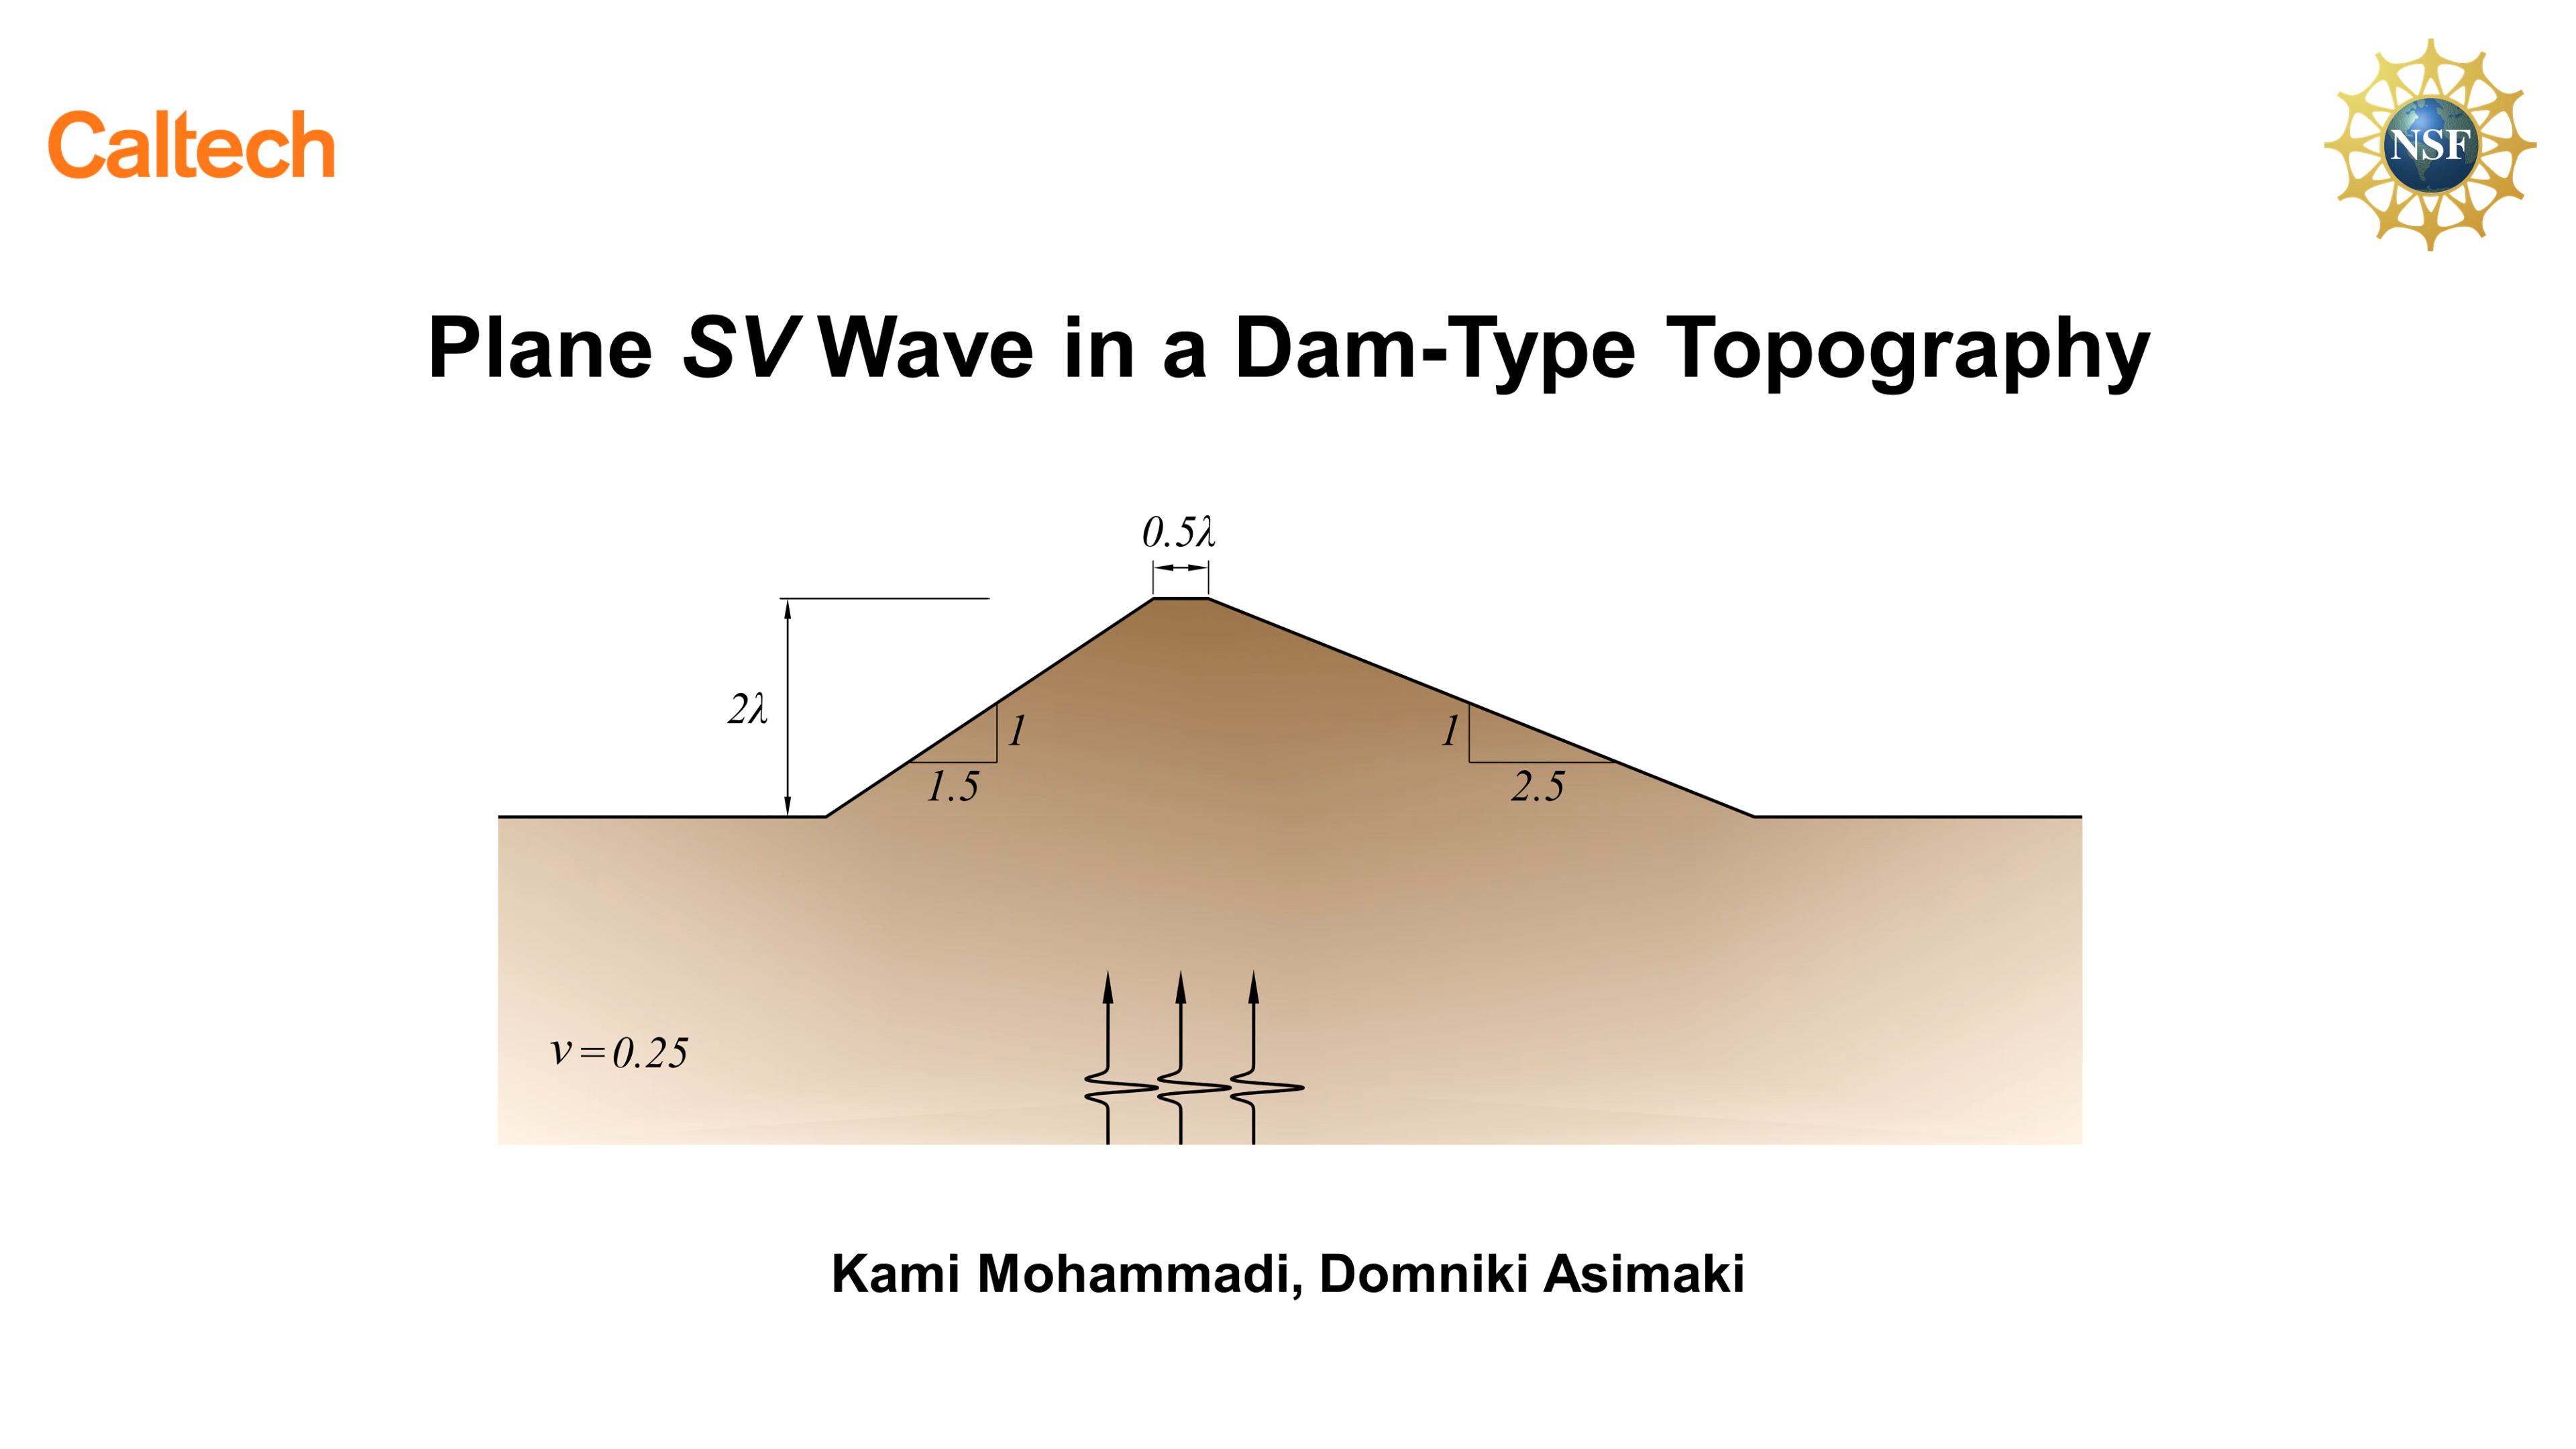 Caltech
NSF
Plane SV Wave in a Dam-Type Topography
0.5λ
2λ
1
1.5
1
2.5
ν=0.25
Kami Mohammadi, Domniki Asimaki